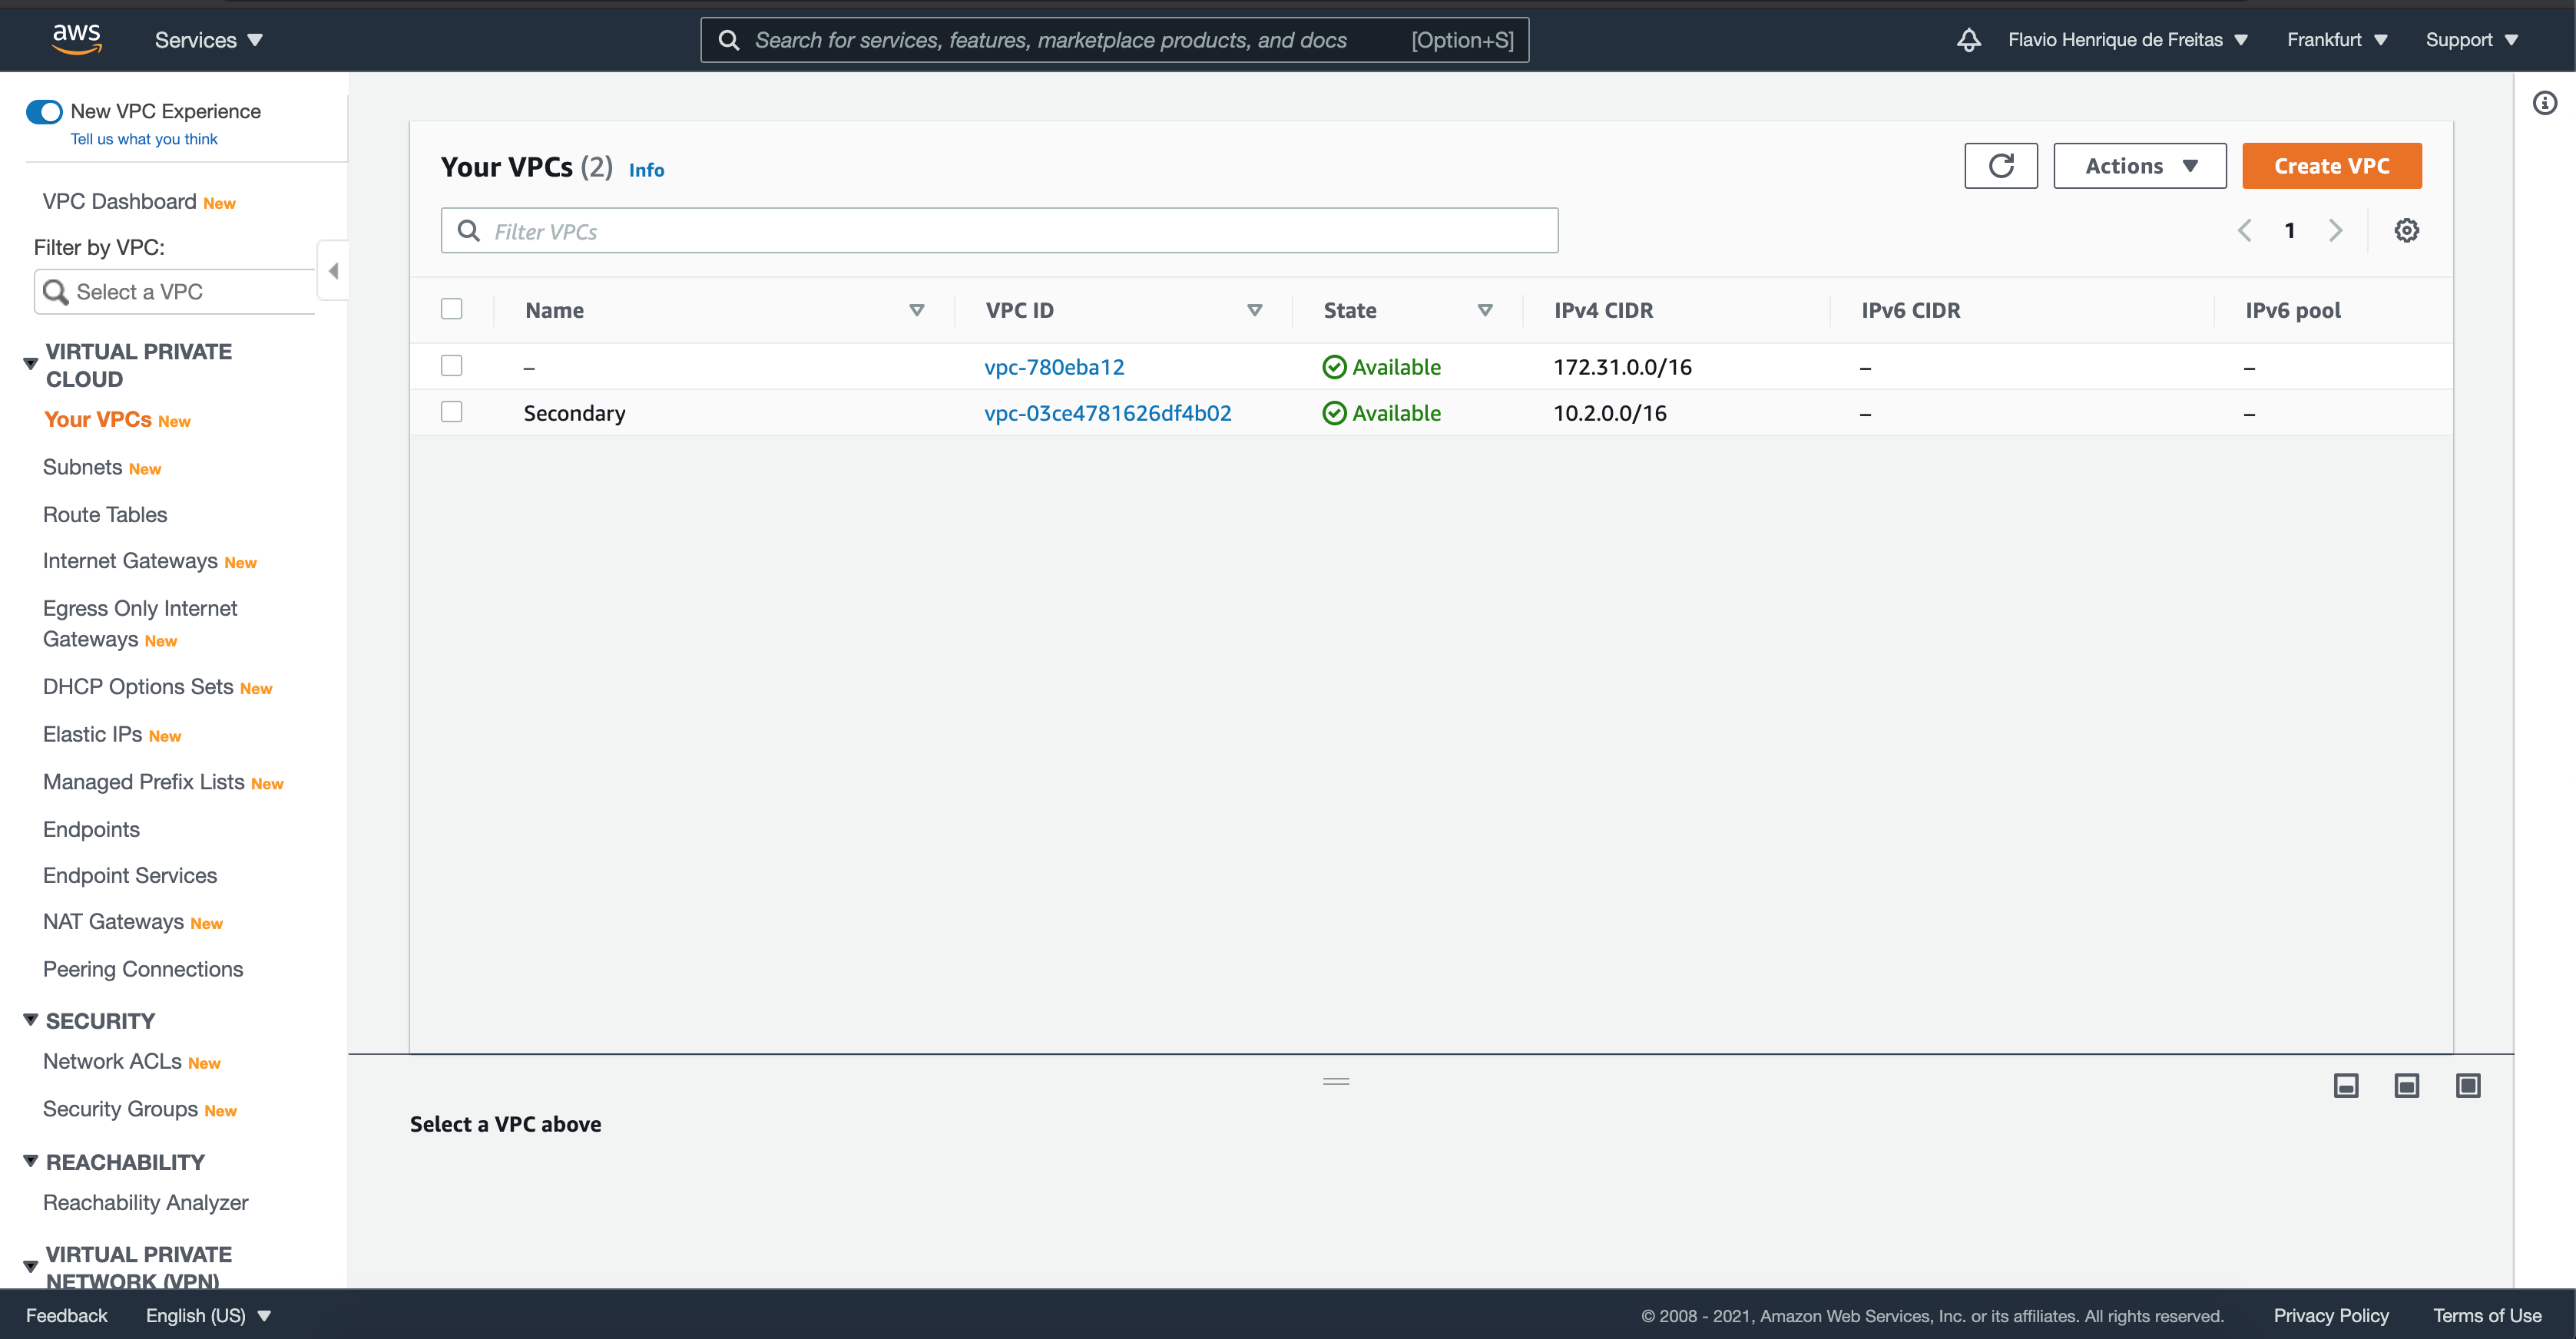 aws
Services
Search for services, features, marketplace products, and docs [Option+S]
Flavio Henrique de Freitas
Frankfurt
Support
New VPC Experience
Tell us what you think
VPC Dashboard New
Filter by VPC:
Select a VPC
VIRTUAL PRIVATE
CLOUD
Your VPCs New
Subnets New
Route Tables
Internet Gateways New
Egress Only Internet
Gateways New
DHCP Options Sets New
Elastic IPs New
Managed Prefix Lists New
Endpoints
Endpoint Services
NAT Gateways New
Peering Connections
SECURITY
Network ACLs New
Security Groups New
REACHABILITY
Reachability Analyzer
VIRTUAL PRIVATE
NETWORK (VPN)
Your VPCs (2) Info
Actions
Create VPC
Filter VPCs
1
Name VPC ID State IPv4 CIDR IPv6 CIDR IPv6 pool
– vpc-780eba12 Available 172.31.0.0/16 – –
Secondary vpc-03ce4781626df4b02 Available 10.2.0.0/16 – –
Select a VPC above
Feedback
English (US)
© 2008 - 2021, Amazon Web Services, Inc. or its affiliates. All rights reserved.
Privacy Policy
Terms of Use